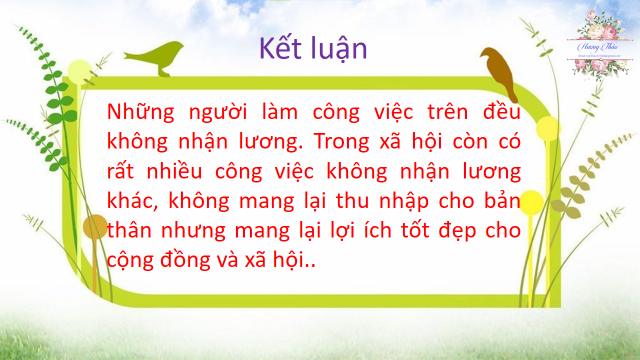 Kết luận
Hương Thảo
Những người làm công việc trên đều
không nhận lương. Trong xã hội còn có
rất nhiều công việc không nhận lương
khác, không mang lại thu nhập cho bản
thân nhưng mang lại lợi ích tốt đẹp cho
cộng đồng và xã hội..